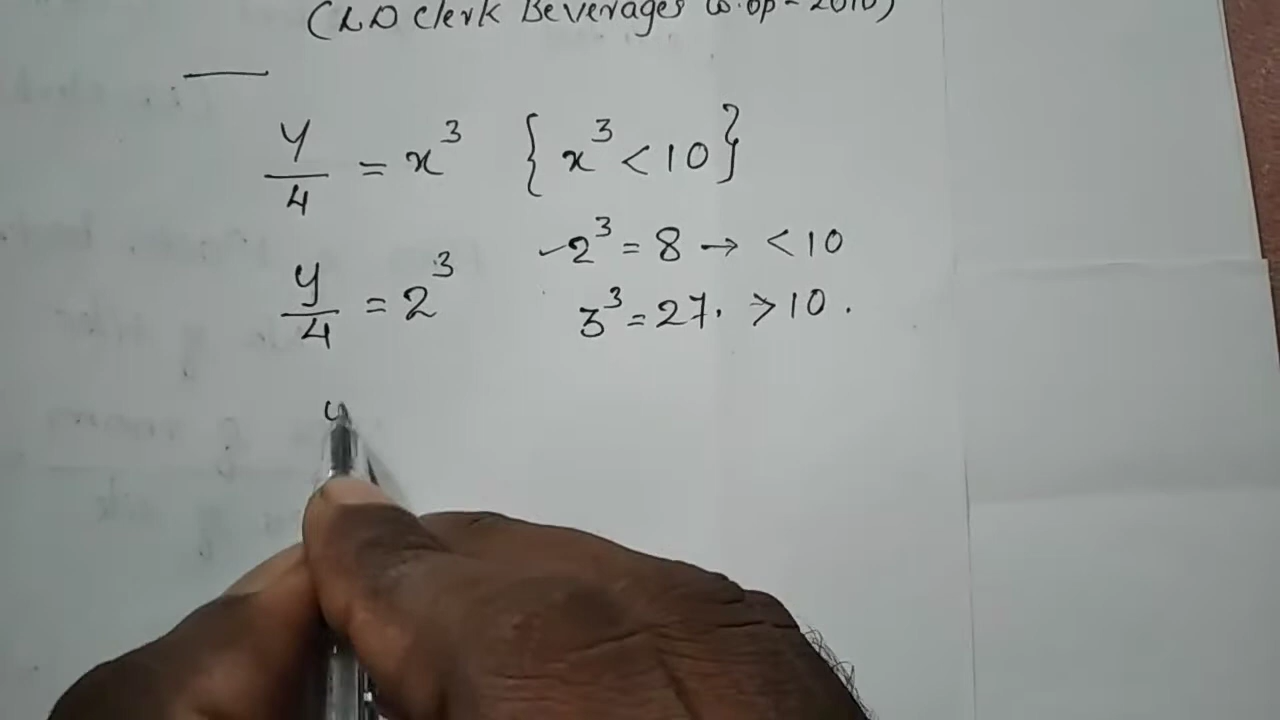 (LD Clerk Beverages co.op - 2010)
y/4 = x³ {x³ < 10}
2³ = 8 → < 10
y/4 = 2³
3³ = 27. > 10.
y